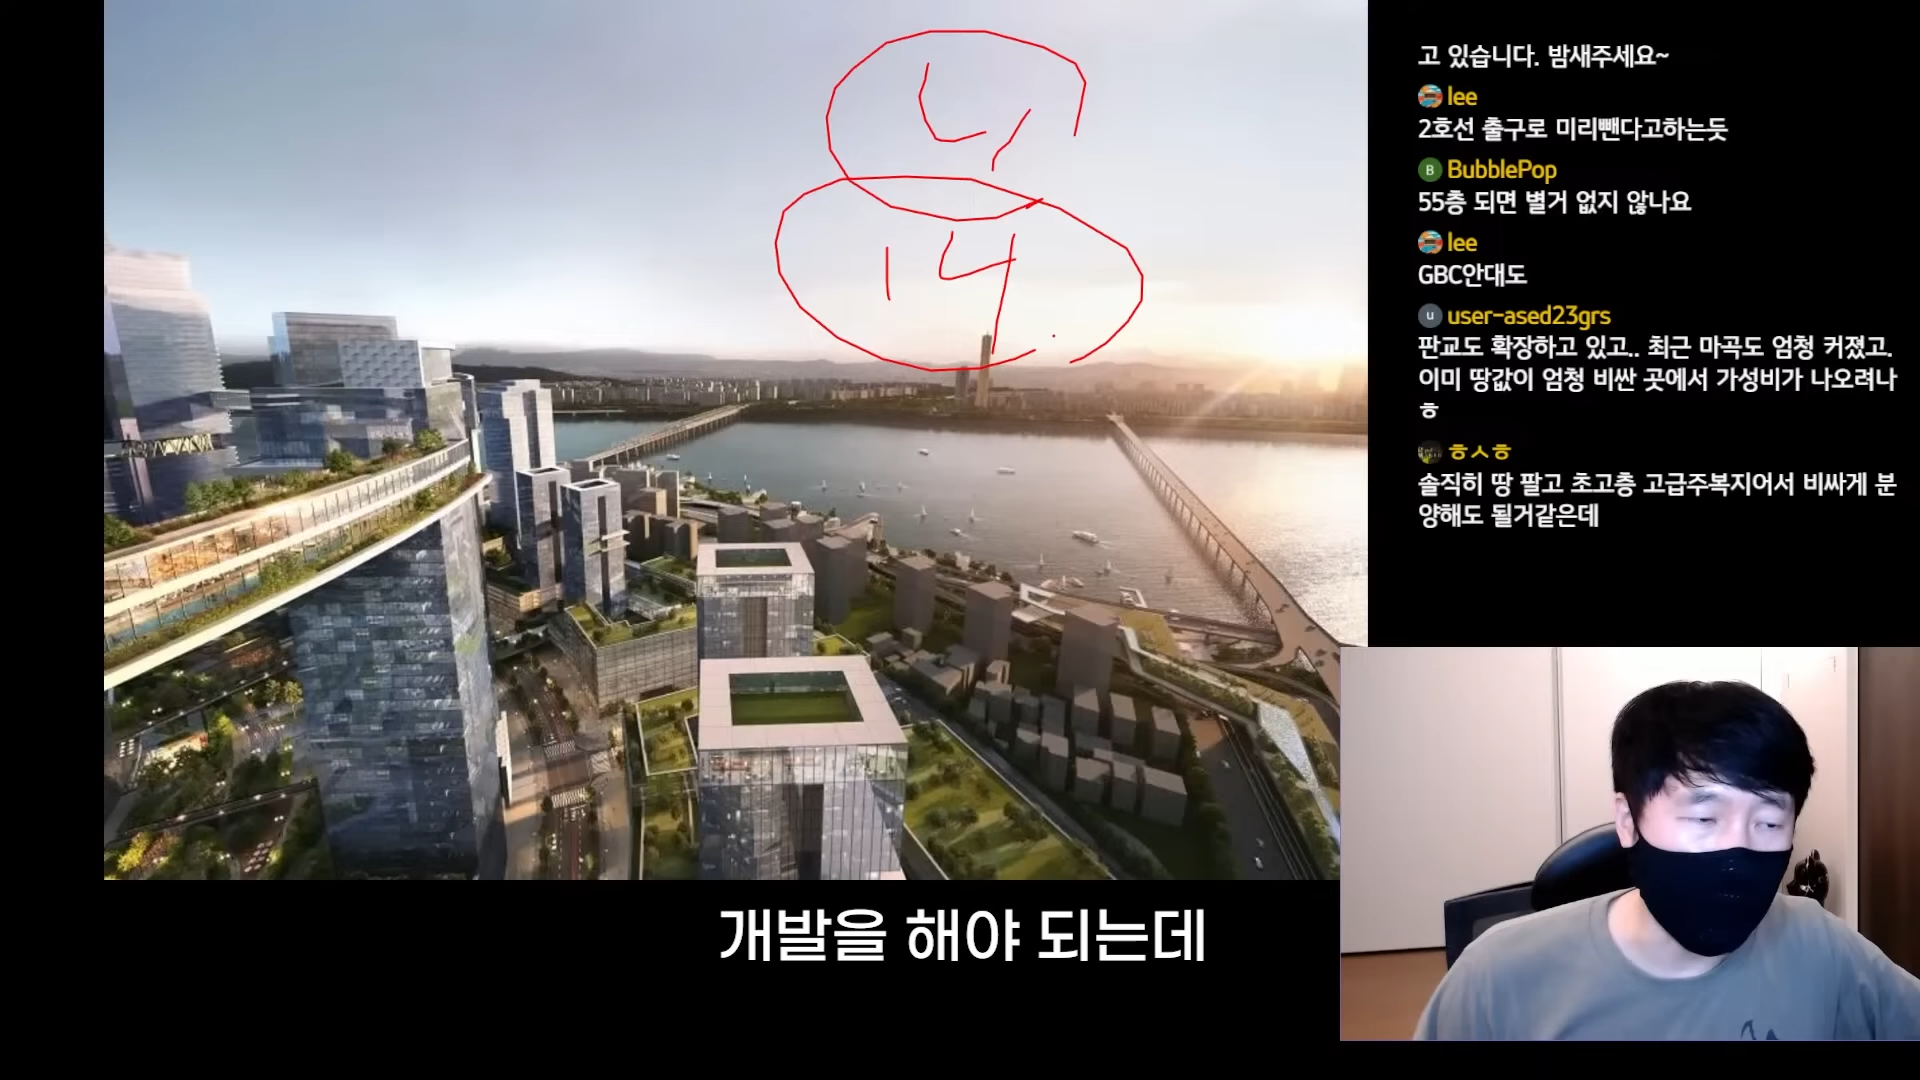 14
고 있습니다. 밤새주세요~
lee
2호선 출구로 미리뺀다고하는듯
B BubblePop
55층 되면 별거 없지 않나요
lee
GBC안대도
u user-ased23grs
판교도 확장하고 있고.. 최근 마곡도 엄청 커졌고.
이미 땅값이 엄청 비싼 곳에서 가성비가 나오려나
ㅎ
ㅎㅅㅎ
솔직히 땅 팔고 초고층 고급주복지어서 비싸게 분
양해도 될거같은데
개발을 해야 되는데